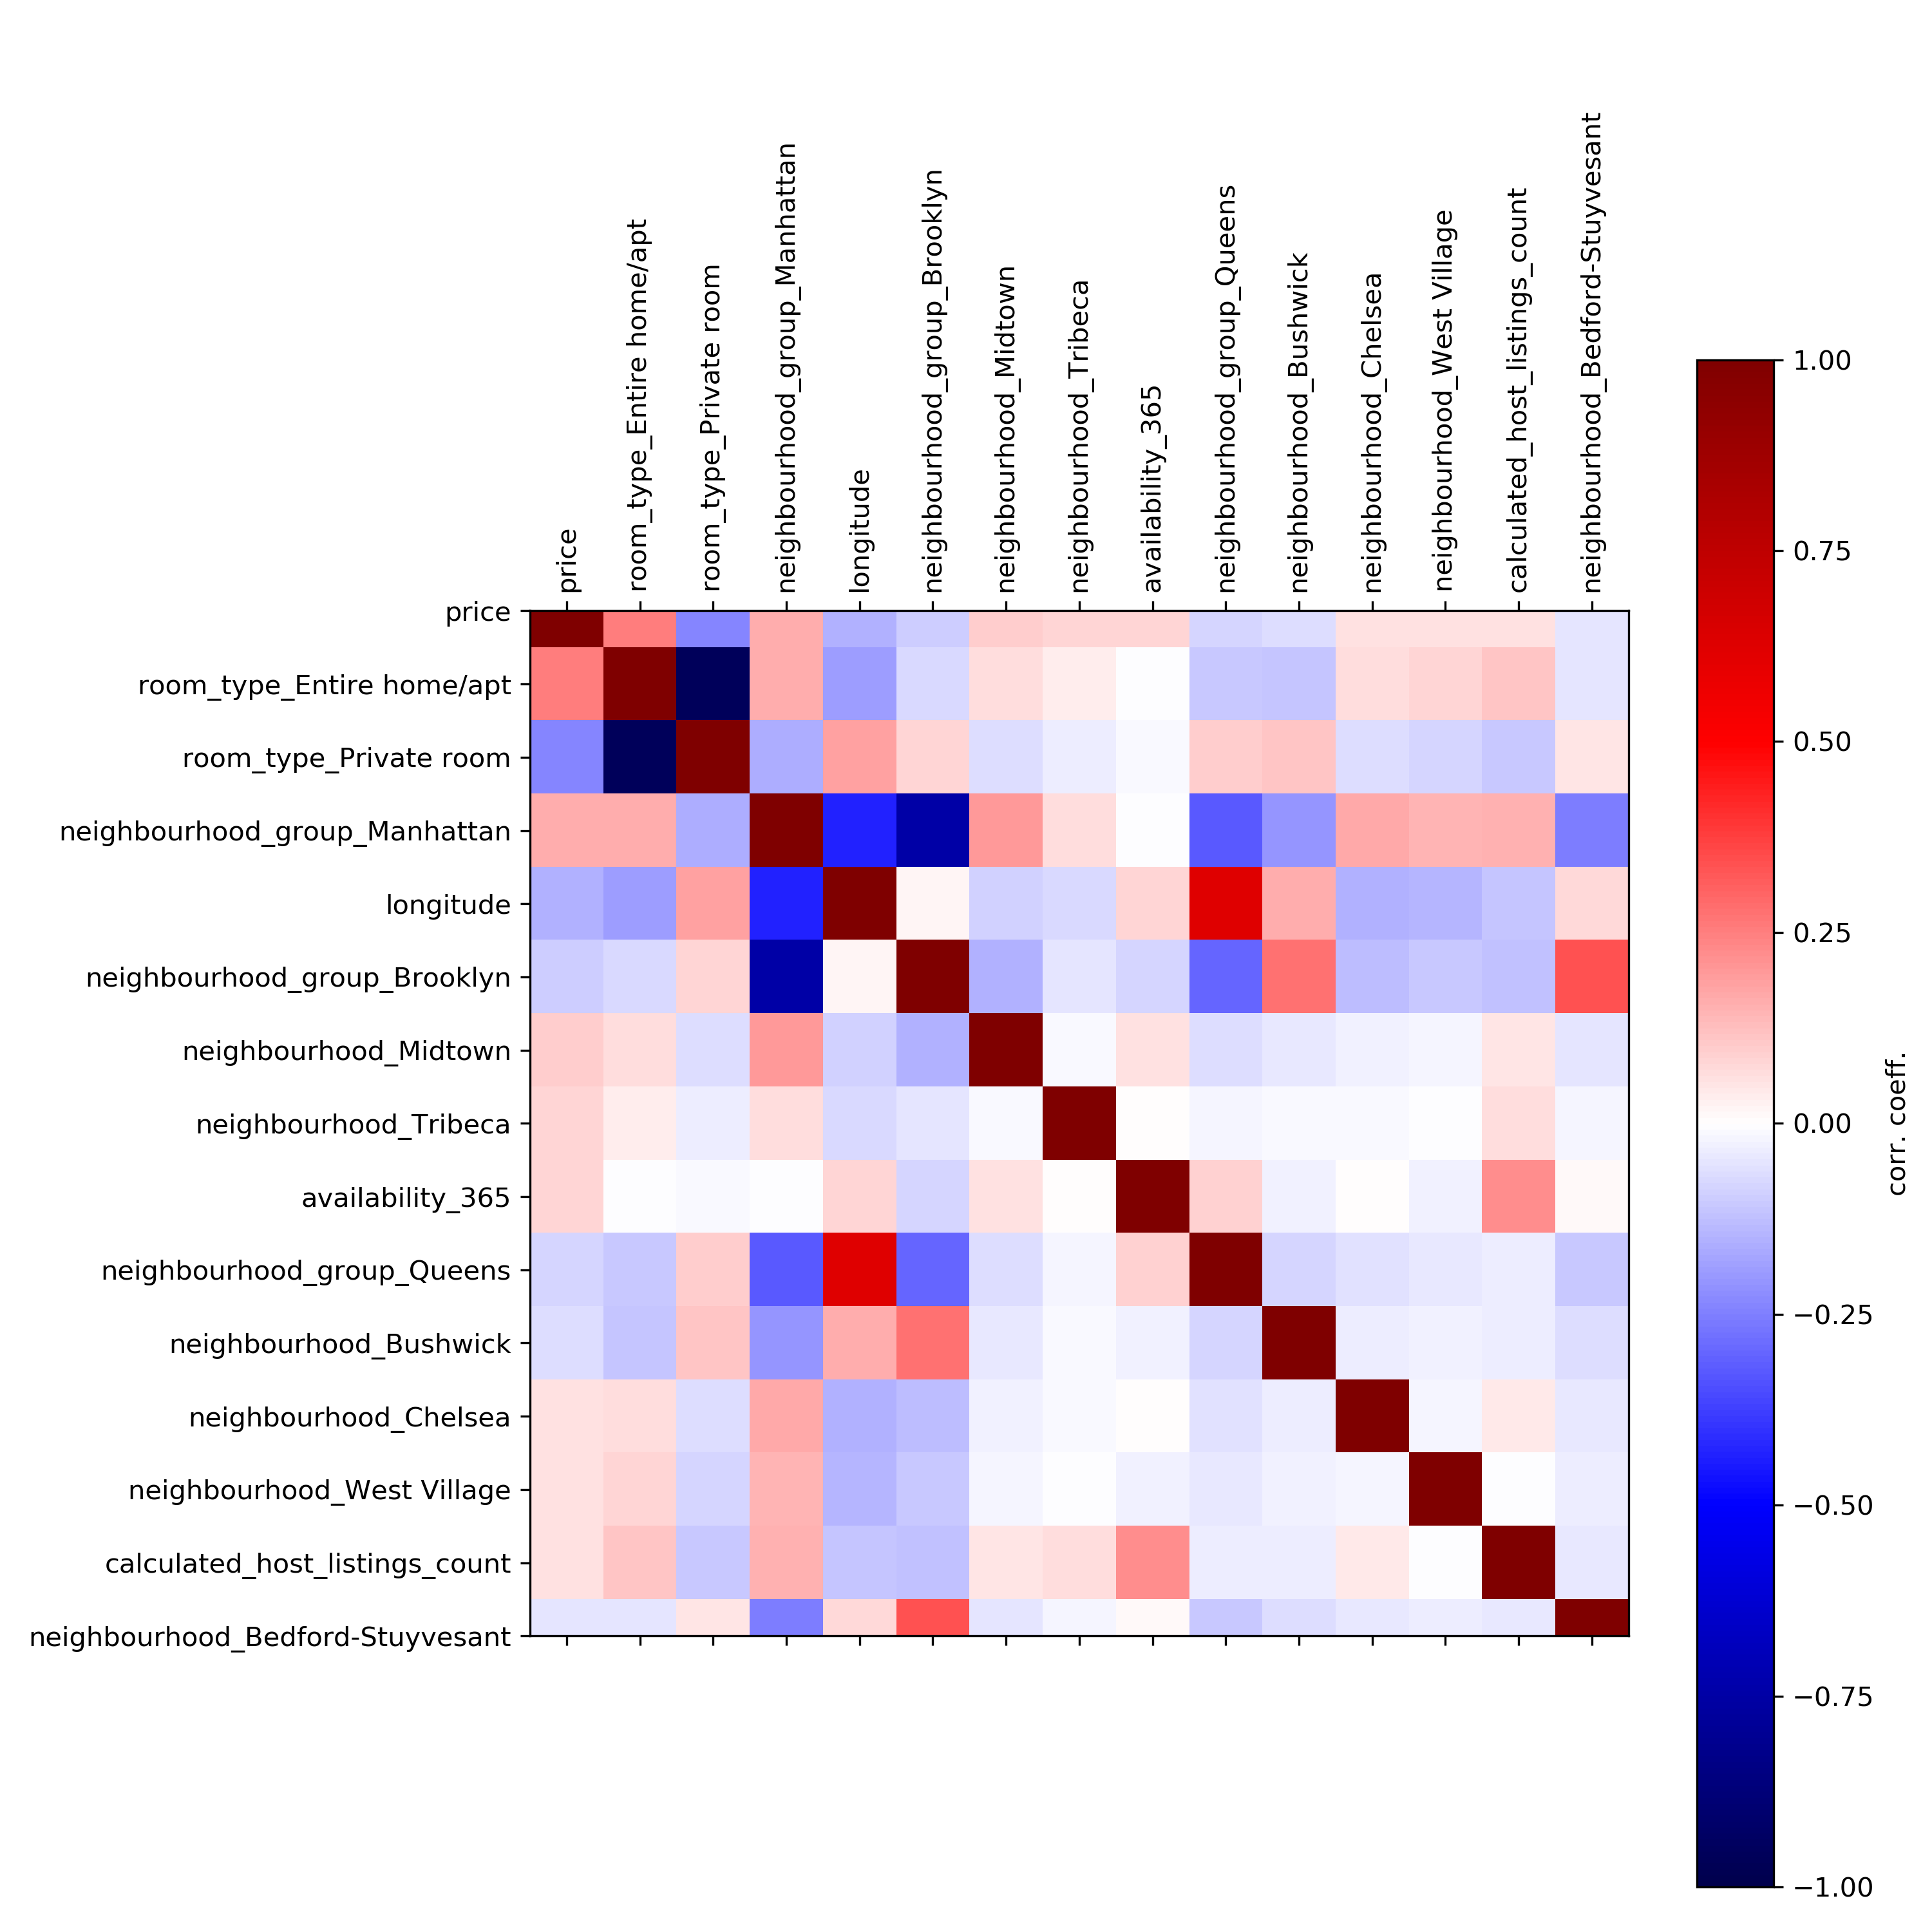 price
room_type_Entire home/apt
room_type_Private room
neighbourhood_group_Manhattan
longitude
neighbourhood_group_Brooklyn
neighbourhood_Midtown
neighbourhood_Tribeca
availability_365
neighbourhood_group_Queens
neighbourhood_Bushwick
neighbourhood_Chelsea
neighbourhood_West Village
calculated_host_listings_count
neighbourhood_Bedford-Stuyvesant
price
room_type_Entire home/apt
room_type_Private room
neighbourhood_group_Manhattan
longitude
neighbourhood_group_Brooklyn
neighbourhood_Midtown
neighbourhood_Tribeca
availability_365
neighbourhood_group_Queens
neighbourhood_Bushwick
neighbourhood_Chelsea
neighbourhood_West Village
calculated_host_listings_count
neighbourhood_Bedford-Stuyvesant
1.00
0.75
0.50
0.25
0.00
−0.25
−0.50
−0.75
−1.00
corr. coeff.